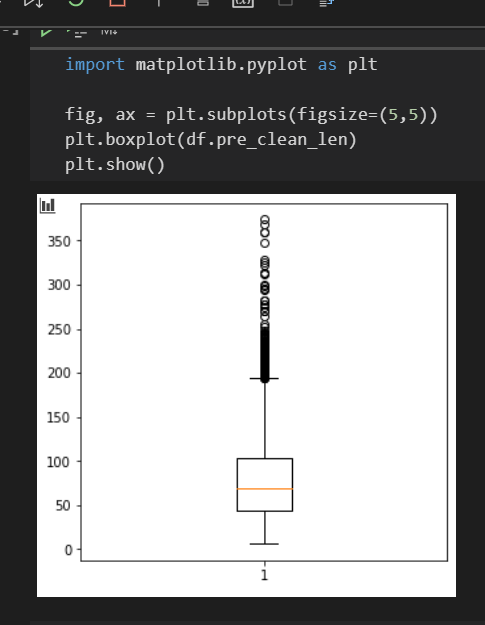 import matplotlib.pyplot as plt
fig, ax = plt.subplots(figsize=(5,5))
plt.boxplot(df.pre_clean_len)
plt.show()
350
300
250
200
150
100
50
0
1